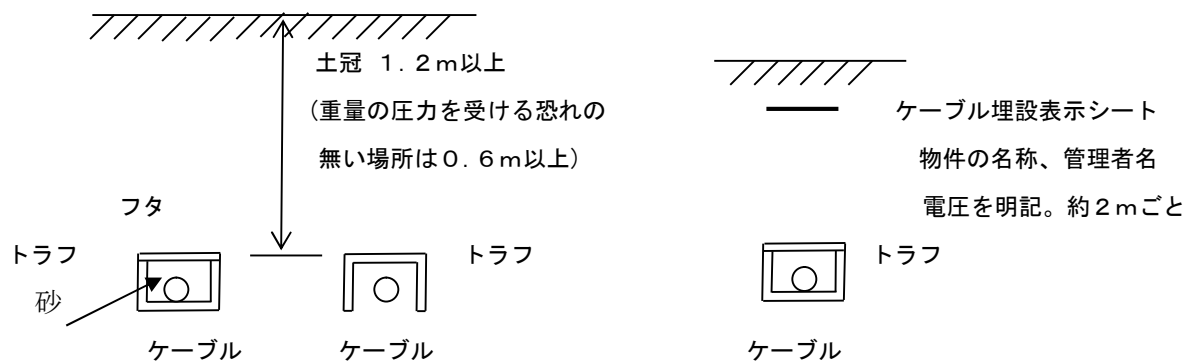 土冠 1.2m以上
(重量の圧力を受ける恐れの
無い場所は0.6m以上)
フタ
トラフ
トラフ
砂
ケーブル
ケーブル
ケーブル埋設表示シート
物件の名称、管理者名
電圧を明記。約2mごと
トラフ
ケーブル